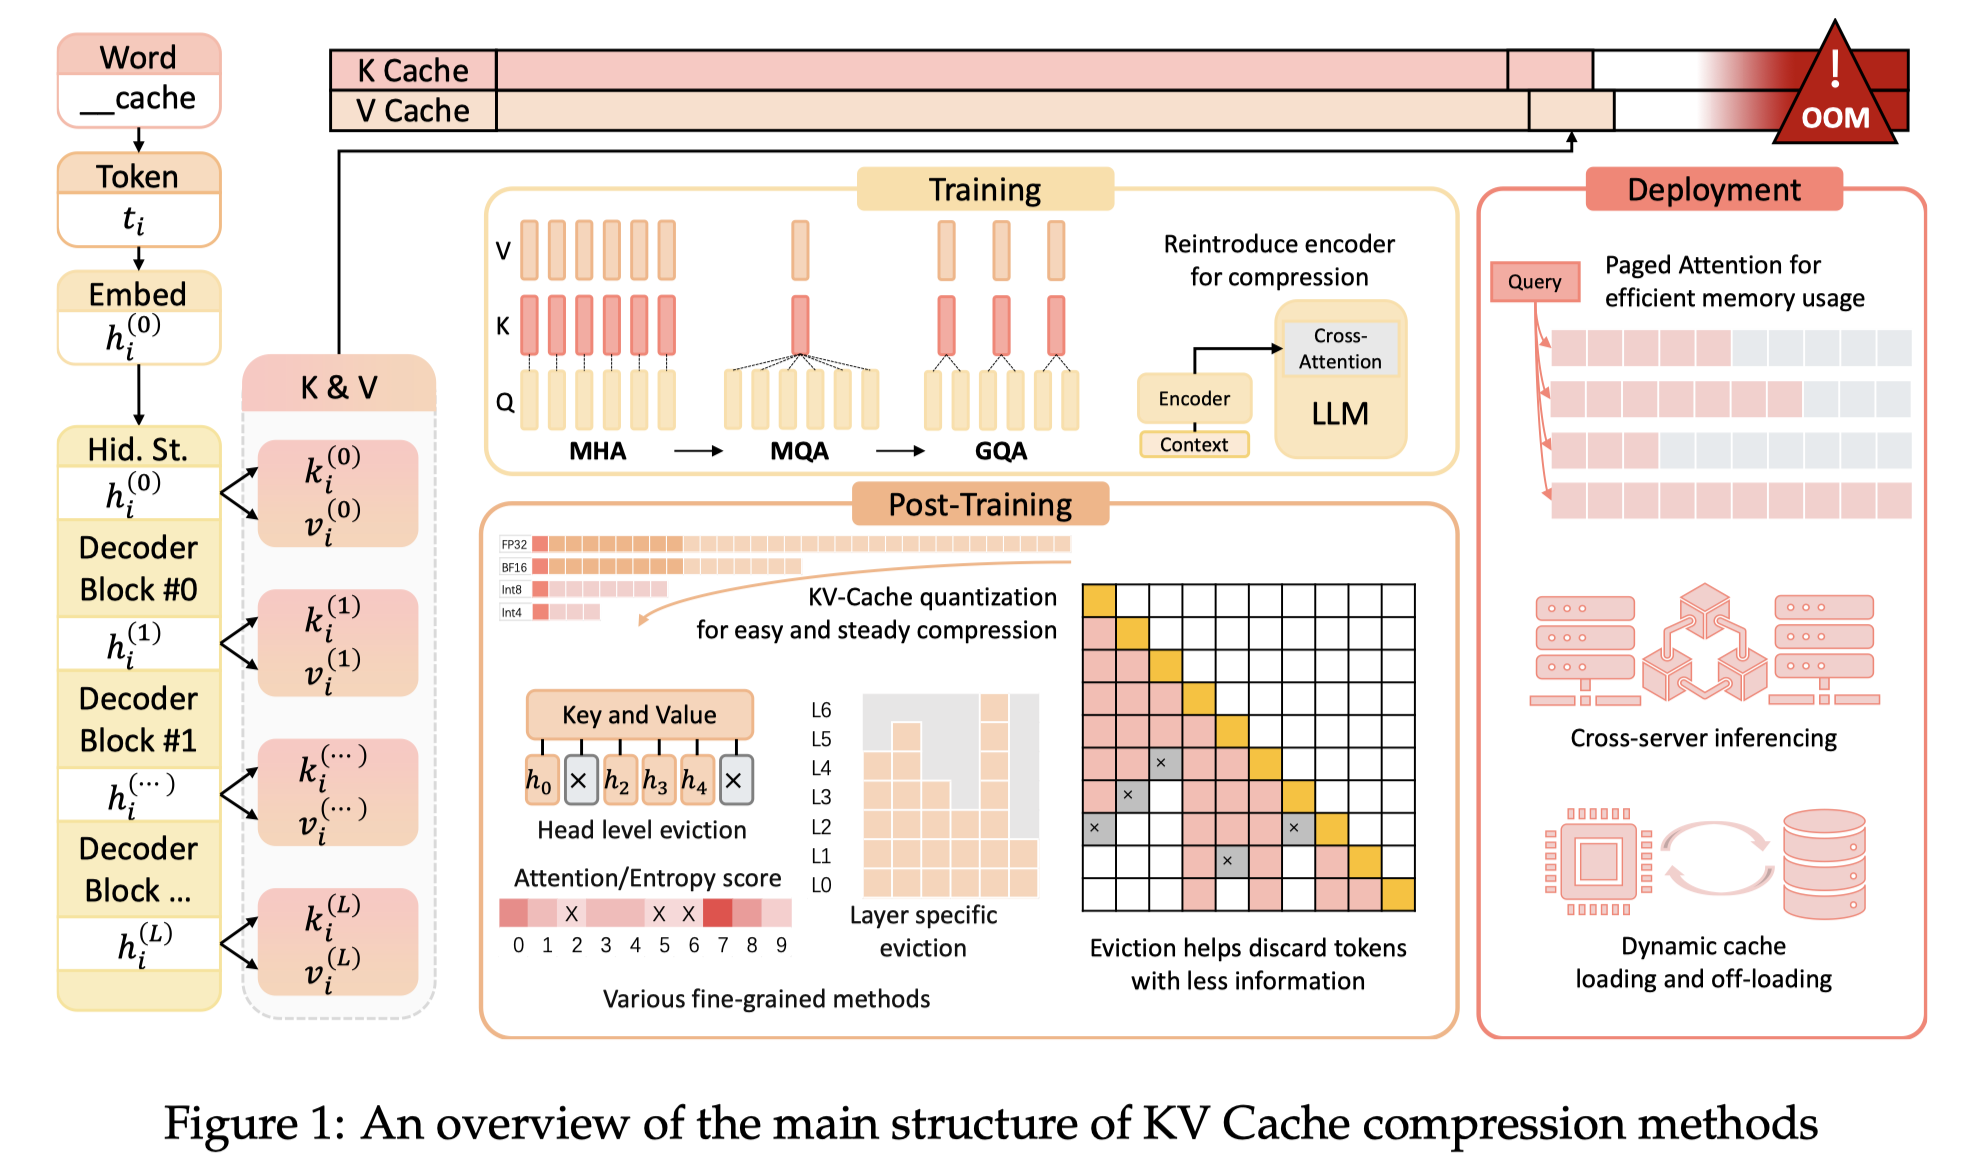 Word
__cache
Token
t_i
Embed
h_i^(0)
Hid. St.
h_i^(0)
Decoder
Block #0
h_i^(1)
Decoder
Block #1
h_i^(...)
Decoder
Block ...
h_i^(L)
K & V
k_i^(0)
v_i^(0)
k_i^(1)
v_i^(1)
k_i^(...)
v_i^(...)
k_i^(L)
v_i^(L)
K Cache
V Cache
!
OOM
Training
V
K
Q
MHA
MQA
GQA
Reintroduce encoder
for compression
Cross-
Attention
LLM
Encoder
Context
Post-Training
FP32
BF16
Int8
Int4
KV-Cache quantization
for easy and steady compression
Key and Value
h_0 × h_2 h_3 h_4 ×
Head level eviction
Attention/Entropy score
X X X
0 1 2 3 4 5 6 7 8 9
L6
L5
L4
L3
L2
L1
L0
Layer specific
eviction
Various fine-grained methods
×
×
× ×
×
Eviction helps discard tokens
with less information
Deployment
Query
Paged Attention for
efficient memory usage
Cross-server inferencing
Dynamic cache
loading and off-loading
Figure 1: An overview of the main structure of KV Cache compression methods